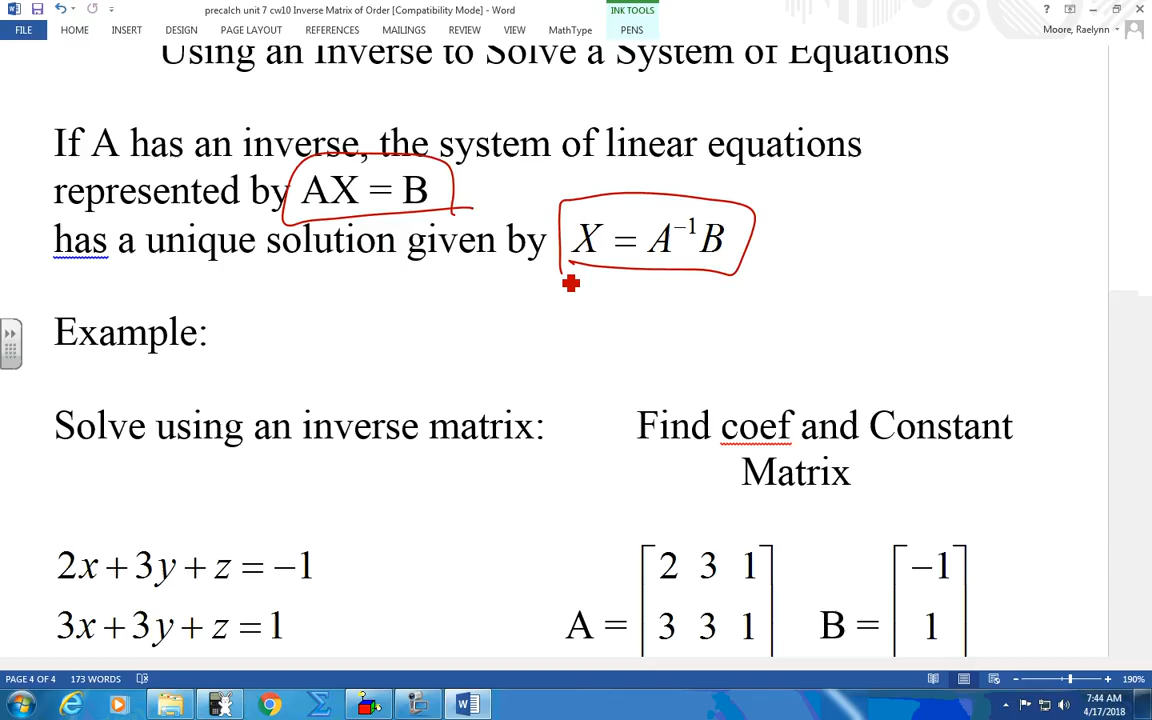 precalch unit 7 cw10 Inverse Matrix of Order [Compatibility Mode] - Word
INK TOOLS
FILE HOME INSERT DESIGN PAGE LAYOUT REFERENCES MAILINGS REVIEW VIEW MathType PENS
Moore, Raelynn
Using an Inverse to Solve a System of Equations
If A has an inverse, the system of linear equations
represented by AX = B
has a unique solution given by X = A⁻¹B
Example:
Solve using an inverse matrix: Find coef and Constant
Matrix
2x + 3y + z = −1
3x + 3y + z = 1
A = [2 3 1
3 3 1
B = [−1
1
PAGE 4 OF 4 173 WORDS
190%
7:44 AM
4/17/2018